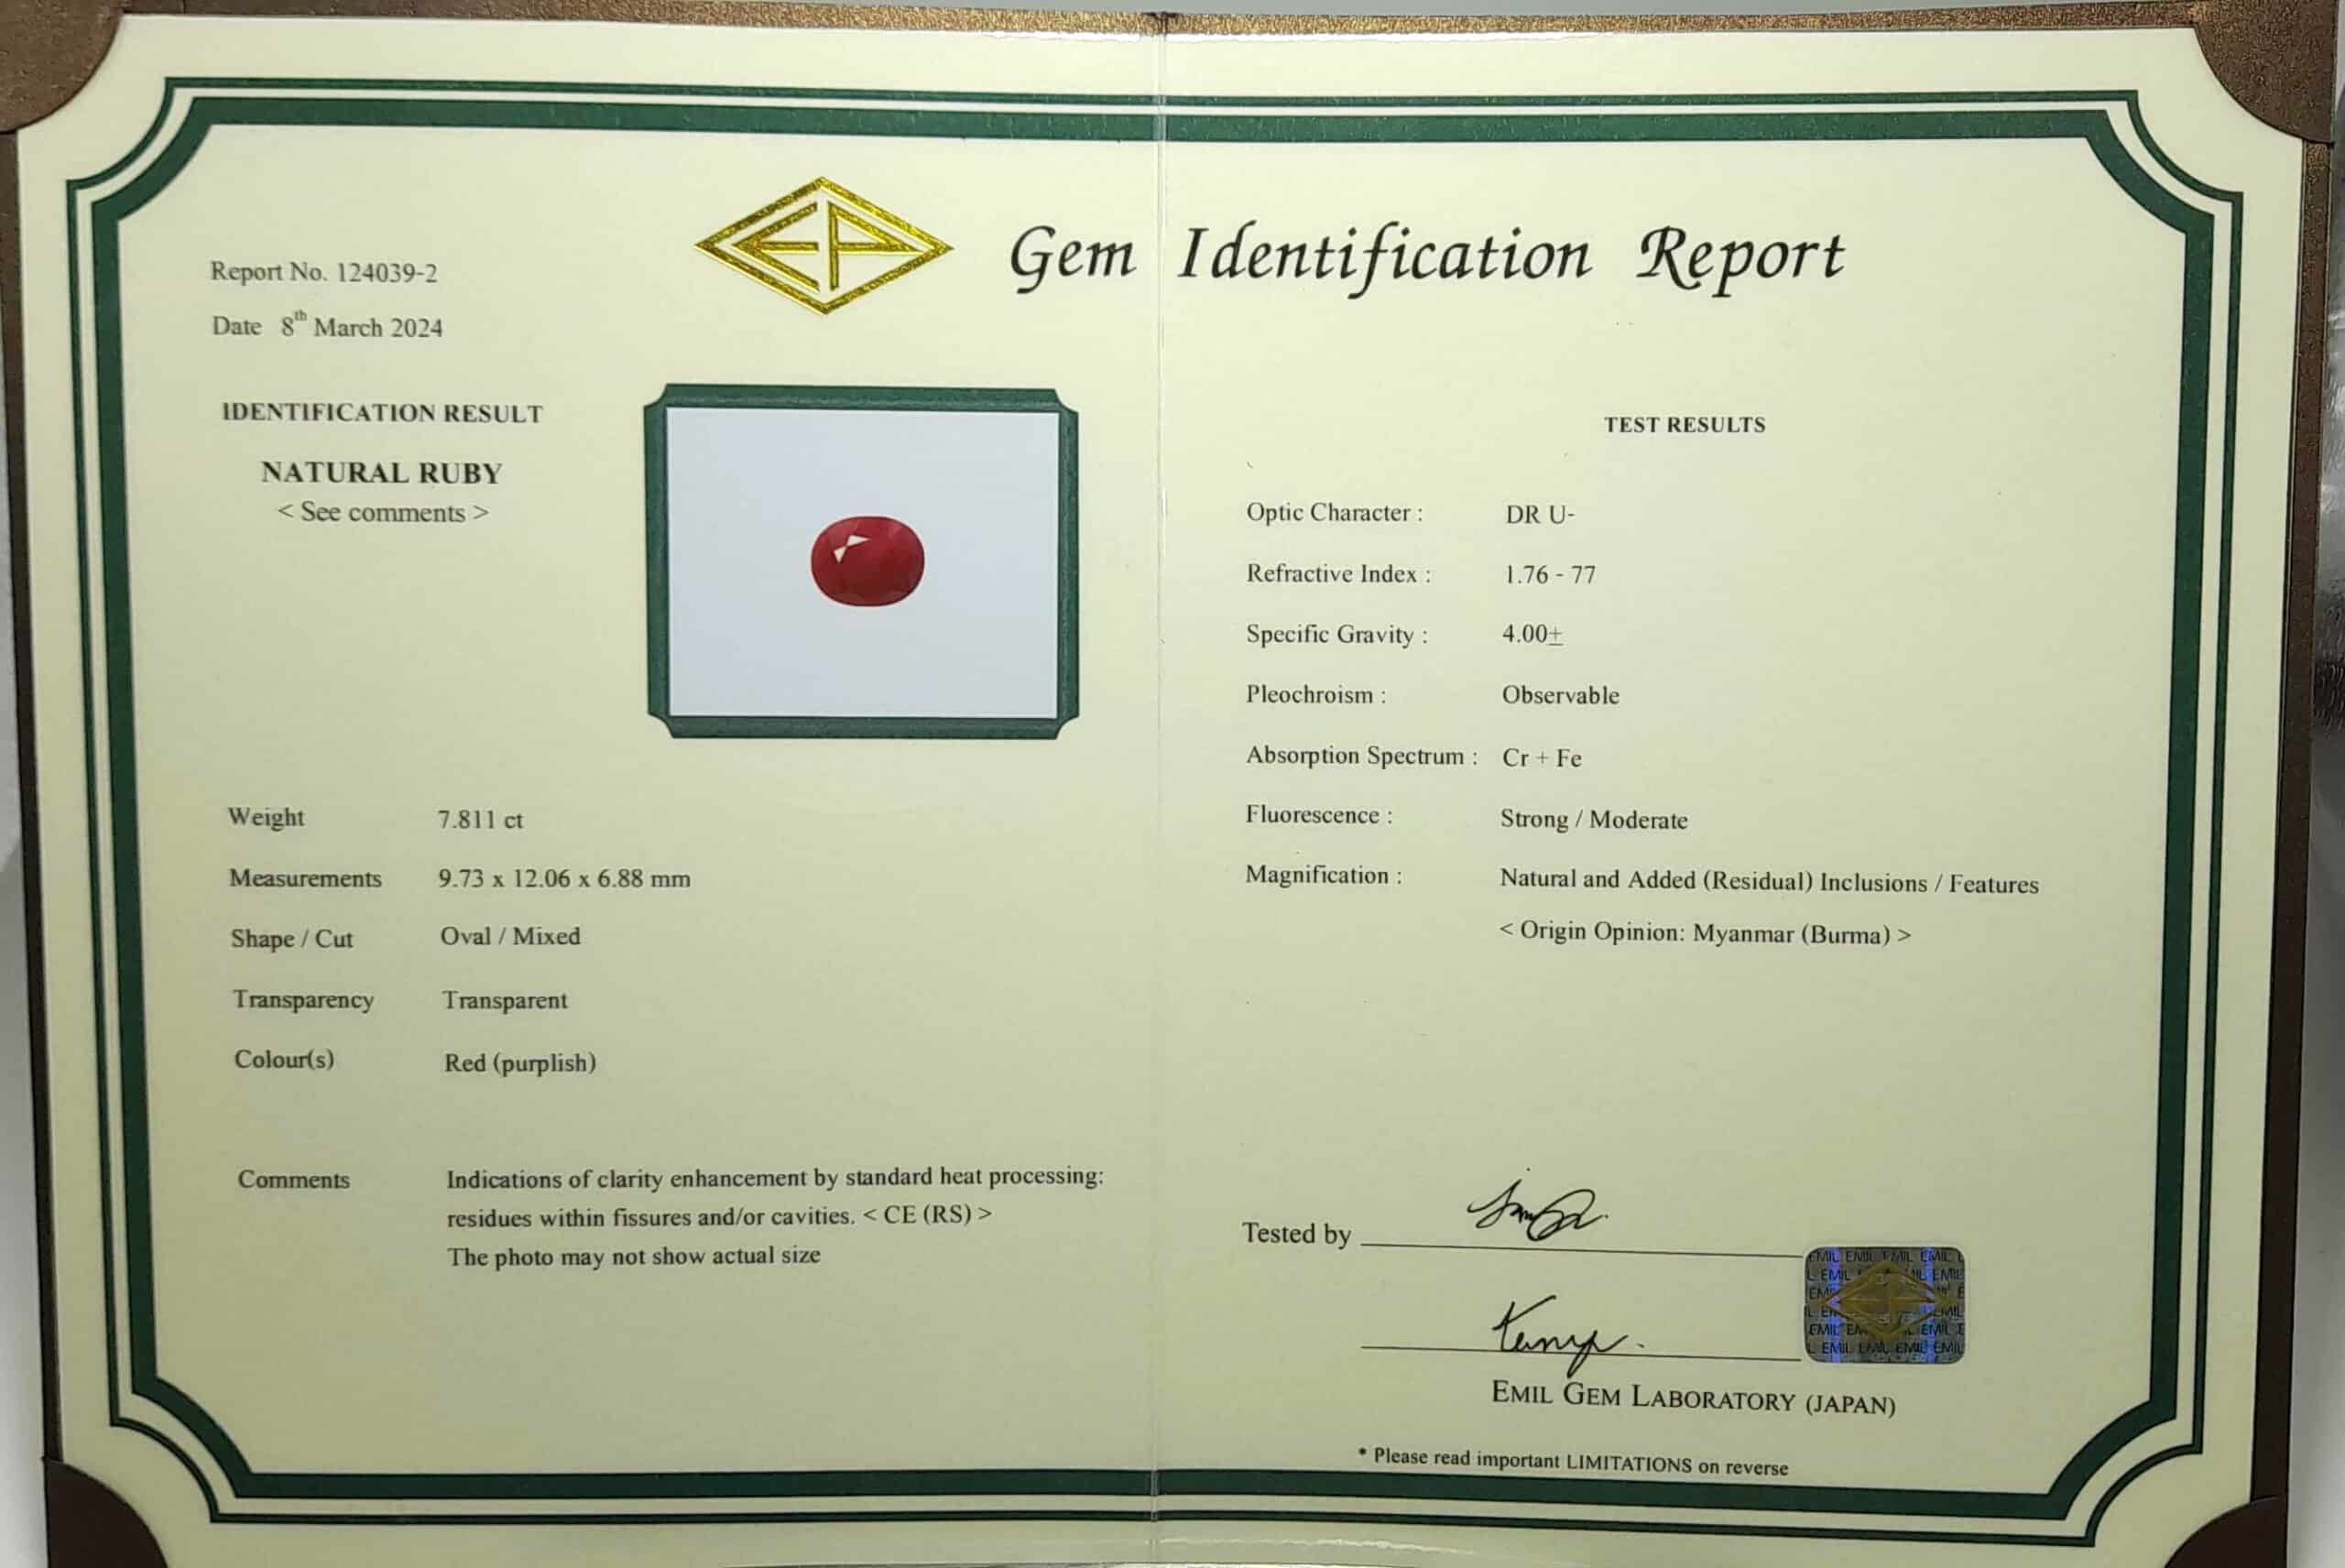 Gem Identification Report
Report No. 124039-2
Date 8th March 2024
IDENTIFICATION RESULT
NATURAL RUBY
< See comments >
Weight 7.811 ct
Measurements 9.73 x 12.06 x 6.88 mm
Shape / Cut Oval / Mixed
Transparency Transparent
Colour(s) Red (purplish)
Comments Indications of clarity enhancement by standard heat processing:
residues within fissures and/or cavities. < CE (RS) >
The photo may not show actual size
TEST RESULTS
Optic Character : DR U-
Refractive Index : 1.76 - 77
Specific Gravity : 4.00±
Pleochroism : Observable
Absorption Spectrum : Cr + Fe
Fluorescence : Strong / Moderate
Magnification : Natural and Added (Residual) Inclusions / Features
< Origin Opinion: Myanmar (Burma) >
Tested by
EMIL EMIL EMIL EMIL
EMIL GEM LABORATORY (JAPAN)
* Please read important LIMITATIONS on reverse